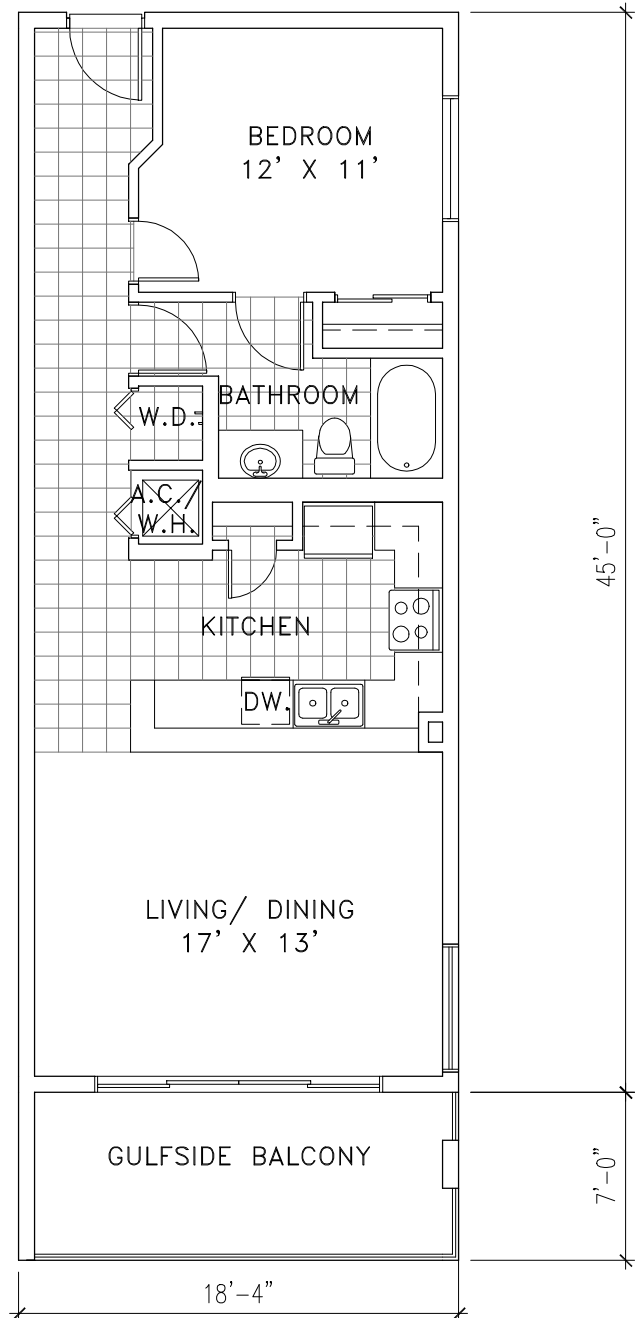 BEDROOM
12' X 11'
BATHROOM
W.D.
A.C./
W.H.
45'-0"
KITCHEN
DW.
LIVING/ DINING
17' X 13'
GULFSIDE BALCONY
7'-0"
18'-4"